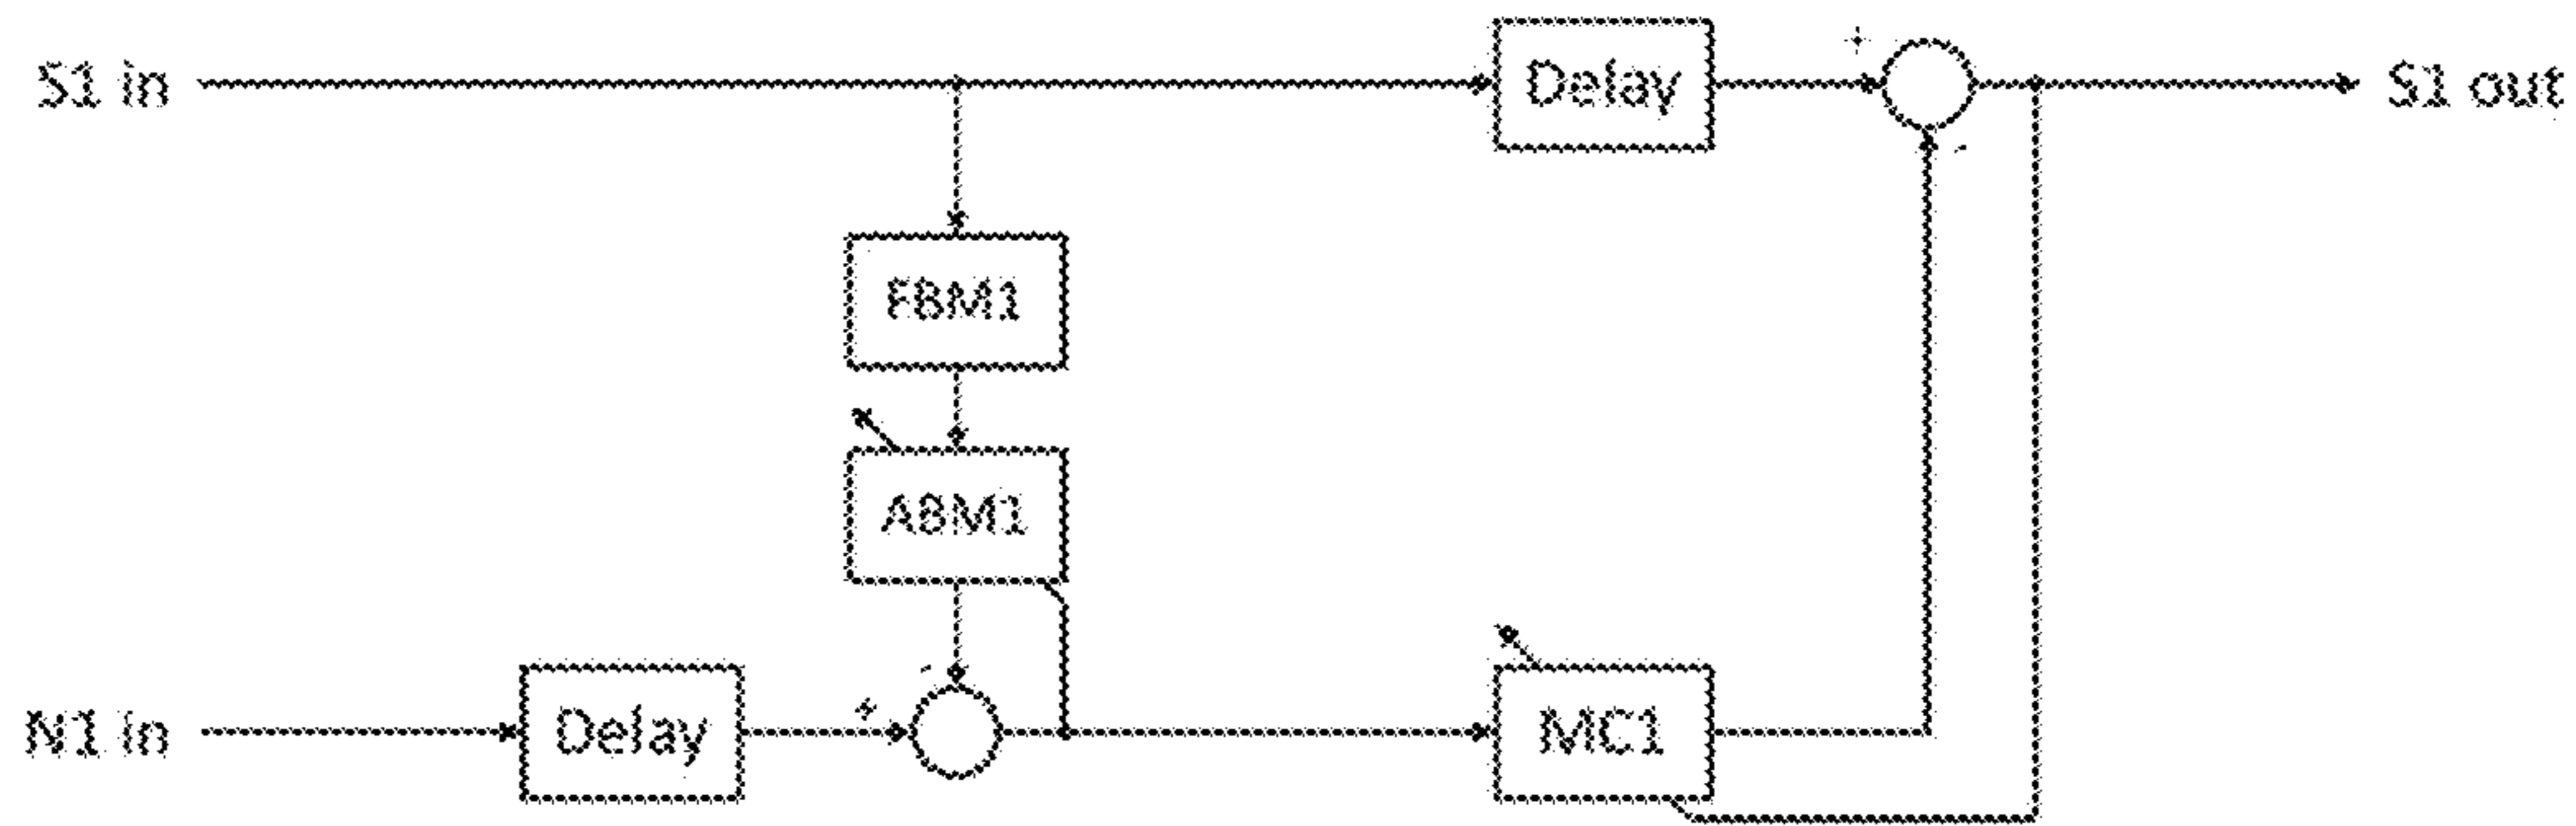 S1 in
Delay
+
S1 out
-
FBM1
ABM1
-
+
N1 in
Delay
MC1